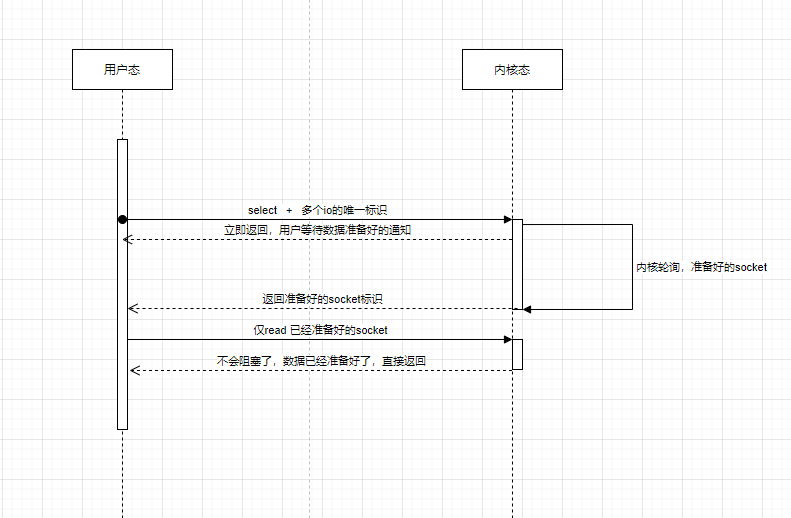 用户态
内核态
select + 多个io的唯一标识
立即返回，用户等待数据准备好的通知
内核轮询，准备好的socket
返回准备好的socket标识
仅read 已经准备好的socket
不会阻塞了，数据已经准备好了，直接返回